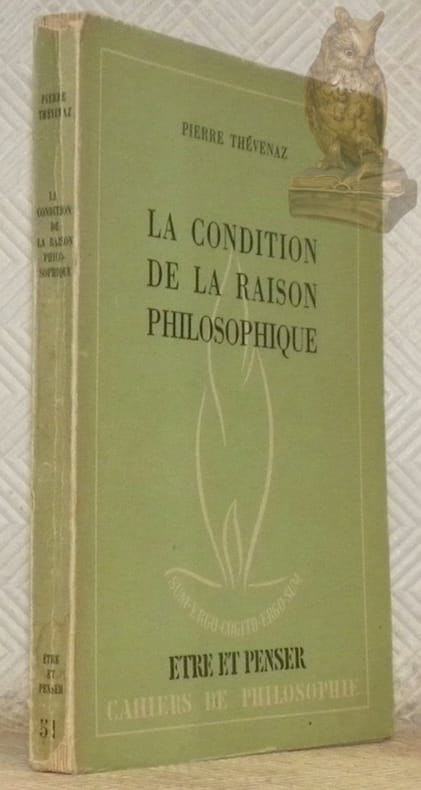 PIERRE
THÉVENAZ
LA
CONDITION
DE
LA RAISON
PHILO-
SOPHIQUE
ETRE
ET
PENSER
51
PIERRE THÉVENAZ
LA CONDITION
DE LA RAISON
PHILOSOPHIQUE
SUM·ERGO·COGITO·ERGO·SUM
ETRE ET PENSER
CAHIERS DE PHILOSOPHIE